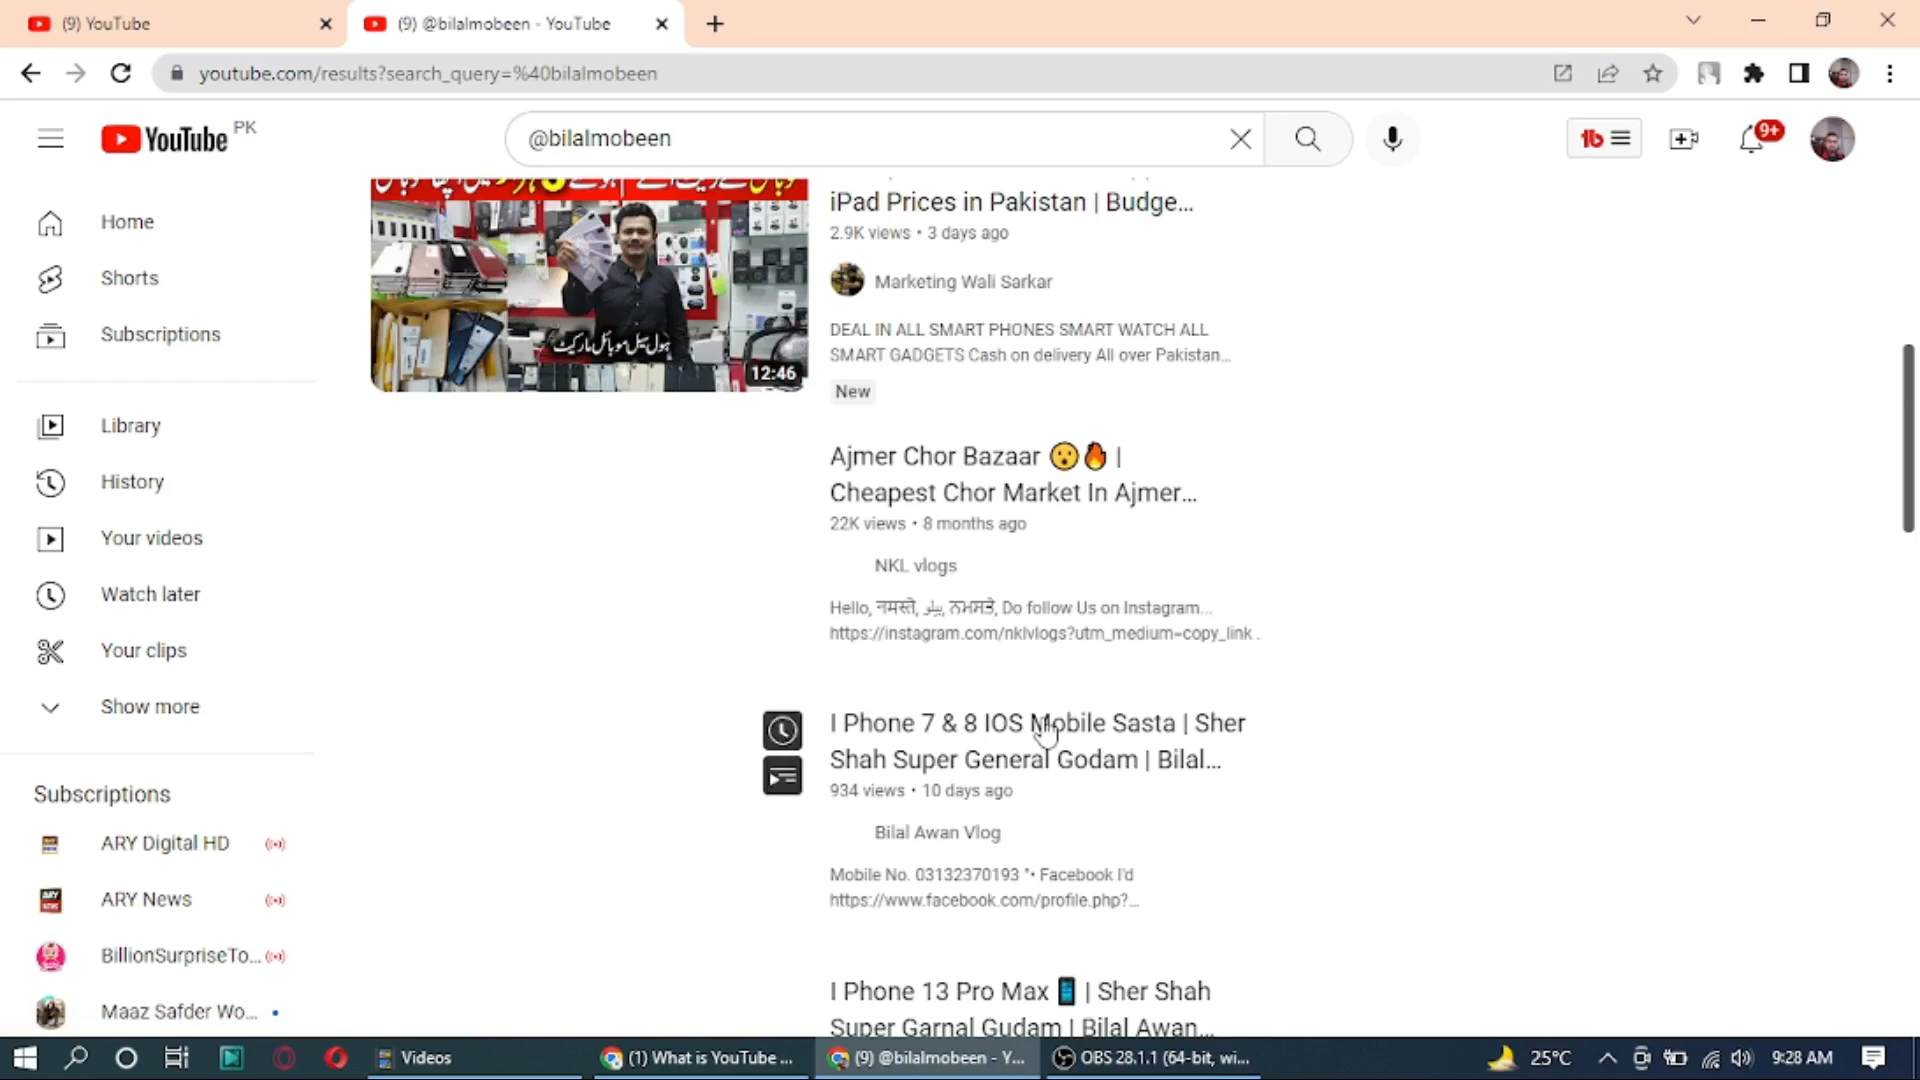 (9) YouTube
(9) @bilalmobeen - YouTube
youtube.com/results?search_query=%40bilalmobeen
YouTube PK
@bilalmobeen
9+
Home
Shorts
Subscriptions
Library
History
Your videos
Watch later
Your clips
Show more
Subscriptions
ARY Digital HD
ARY News
BillionSurpriseTo...
Maaz Safder Wo...
ہول سیل موبائل مارکیٹ
12:46
iPad Prices in Pakistan | Budge...
2.9K views • 3 days ago
Marketing Wali Sarkar
DEAL IN ALL SMART PHONES SMART WATCH ALL
SMART GADGETS Cash on delivery All over Pakistan...
New
Ajmer Chor Bazaar 😮🔥 |
Cheapest Chor Market In Ajmer...
22K views • 8 months ago
NKL vlogs
Hello, नमस्ते, ہیلو, ਨਮਸਤੇ, Do follow Us on Instagram...
https://instagram.com/nklvlogs?utm_medium=copy_link .
I Phone 7 & 8 IOS Mobile Sasta | Sher
Shah Super General Godam | Bilal...
934 views • 10 days ago
Bilal Awan Vlog
Mobile No. 03132370193 "• Facebook I'd
https://www.facebook.com/profile.php?...
I Phone 13 Pro Max 📱 | Sher Shah
Super Garnal Gudam | Bilal Awan...
Videos
(1) What is YouTube ...
(9) @bilalmobeen - Y...
OBS 28.1.1 (64-bit, wi...
25°C
9:28 AM